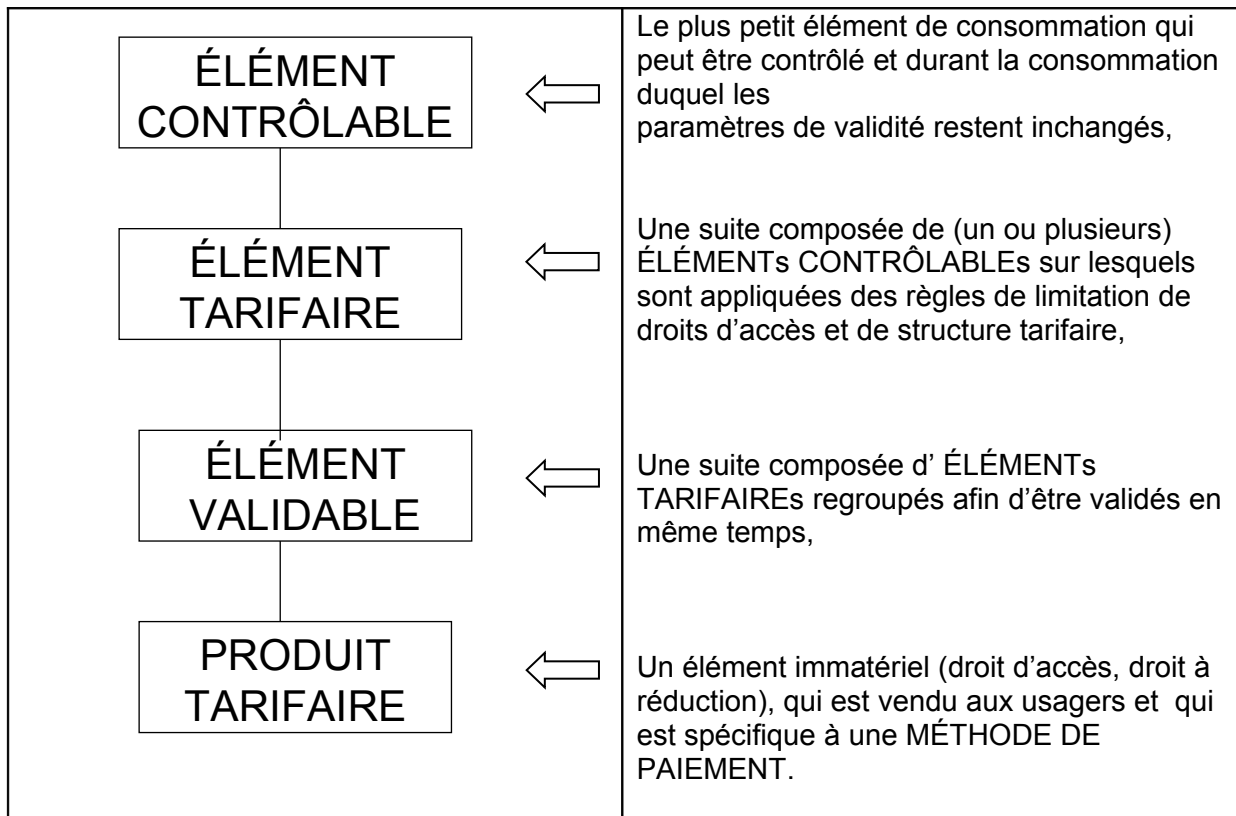 ÉLÉMENT
CONTRÔLABLE
Le plus petit élément de consommation qui
peut être contrôlé et durant la consommation
duquel les
paramètres de validité restent inchangés,
ÉLÉMENT
TARIFAIRE
Une suite composée de (un ou plusieurs)
ÉLÉMENTs CONTRÔLABLEs sur lesquels
sont appliquées des règles de limitation de
droits d’accès et de structure tarifaire,
ÉLÉMENT
VALIDABLE
Une suite composée d’ ÉLÉMENTs
TARIFAIREs regroupés afin d’être validés en
même temps,
PRODUIT
TARIFAIRE
Un élément immatériel (droit d’accès, droit à
réduction), qui est vendu aux usagers et  qui
est spécifique à une MÉTHODE DE
PAIEMENT.